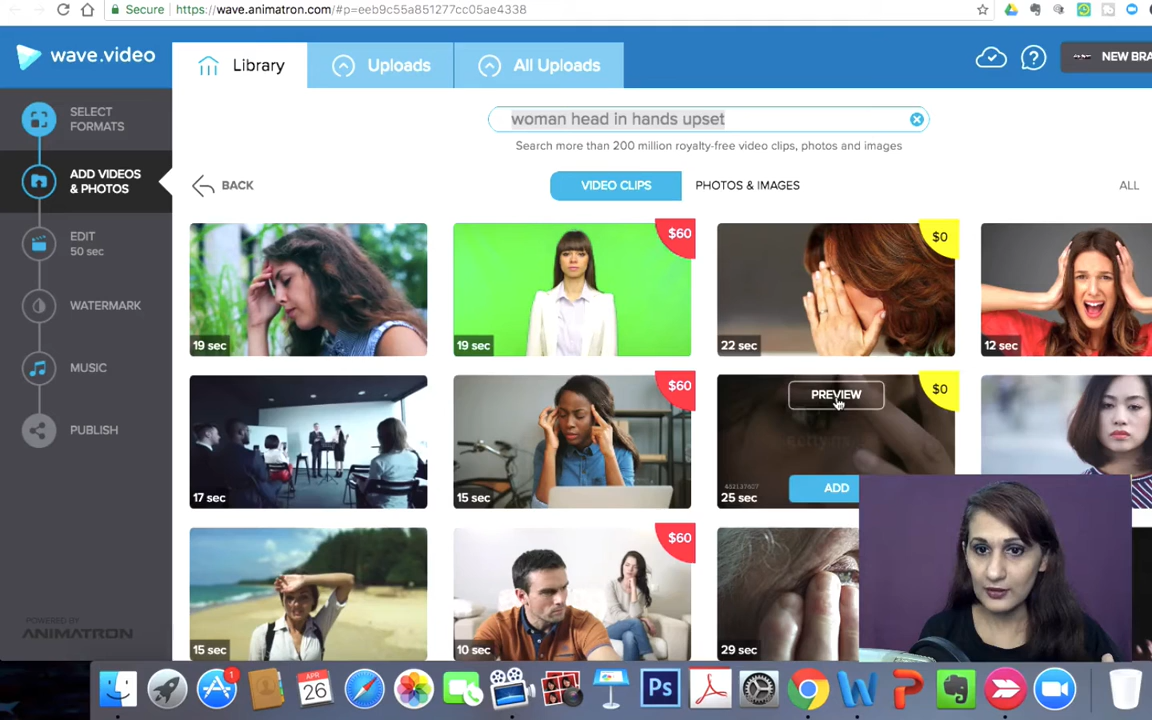 Secure https://wave.animatron.com/#p=eeb9c55a851277cc05ae4338
wave.video
Library
Uploads
All Uploads
NEW BRA
SELECT
FORMATS
woman head in hands upset
Search more than 200 million royalty-free video clips, photos and images
ADD VIDEOS
& PHOTOS
BACK
VIDEO CLIPS
PHOTOS & IMAGES
ALL
EDIT
50 sec
WATERMARK
MUSIC
PUBLISH
$60
$0
19 sec
19 sec
22 sec
12 sec
$60
PREVIEW
$0
ADD
17 sec
15 sec
25 sec
$60
15 sec
10 sec
29 sec
POWERED BY
ANIMATRON
1
APR
26
Ps